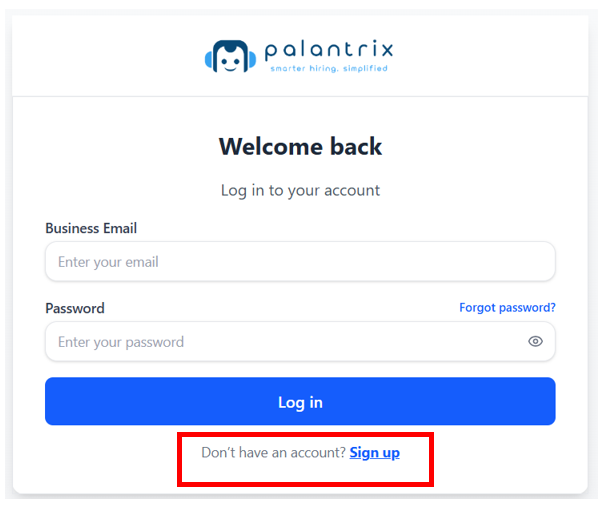 palantrix
smarter hiring, simplified
Welcome back
Log in to your account
Business Email
Enter your email
Password Forgot password?
Enter your password
Log in
Don't have an account? Sign up